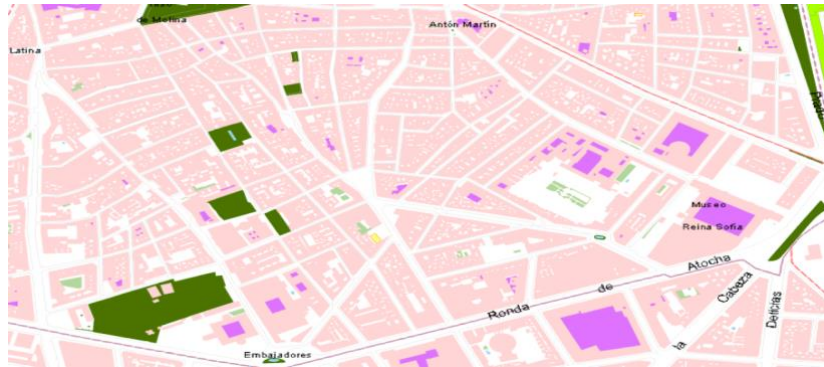 de Molina
Antón Martín
Latina
Museo
Reina Sofía
Ronda de Atocha
la Cabeza
Delicias
Embajadores